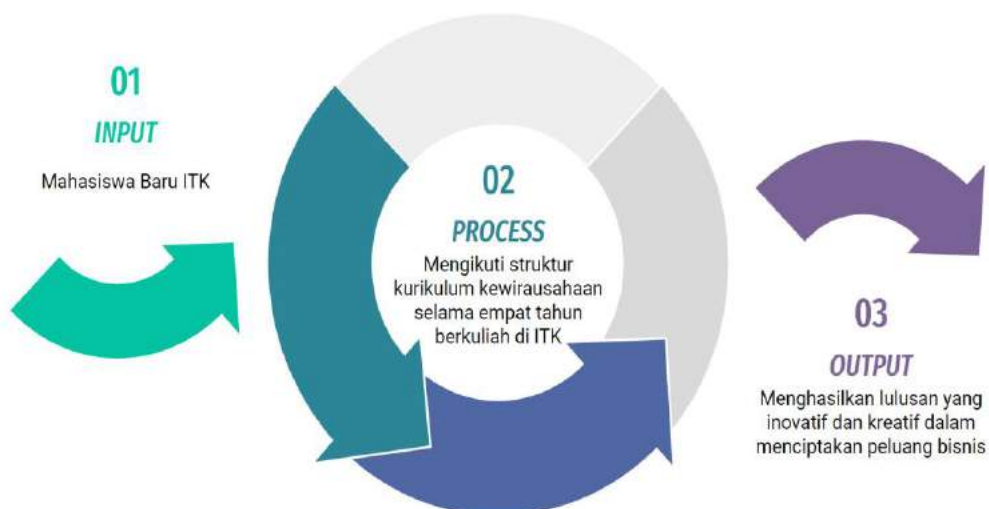 01
INPUT
Mahasiswa Baru ITK
02
PROCESS
Mengikuti struktur
kurikulum kewirausahaan
selama empat tahun
berkuliah di ITK
03
OUTPUT
Menghasilkan lulusan yang
inovatif dan kreatif dalam
menciptakan peluang bisnis